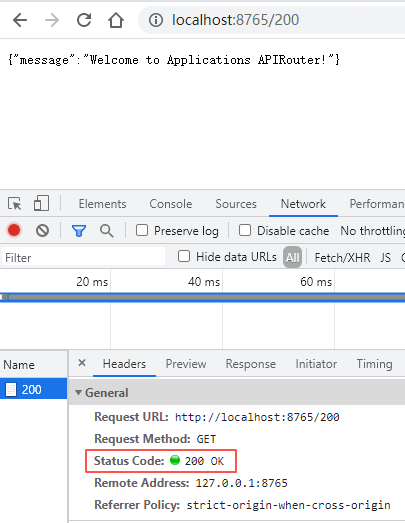 localhost:8765/200
{"message":"Welcome to Applications APIRouter!"}
Elements Console Sources Network Performan
Preserve log Disable cache No throttling
Filter Hide data URLs All Fetch/XHR JS C
20 ms 40 ms 60 ms
Name × Headers Preview Response Initiator Timing
200 General
Request URL: http://localhost:8765/200
Request Method: GET
Status Code: 200 OK
Remote Address: 127.0.0.1:8765
Referrer Policy: strict-origin-when-cross-origin